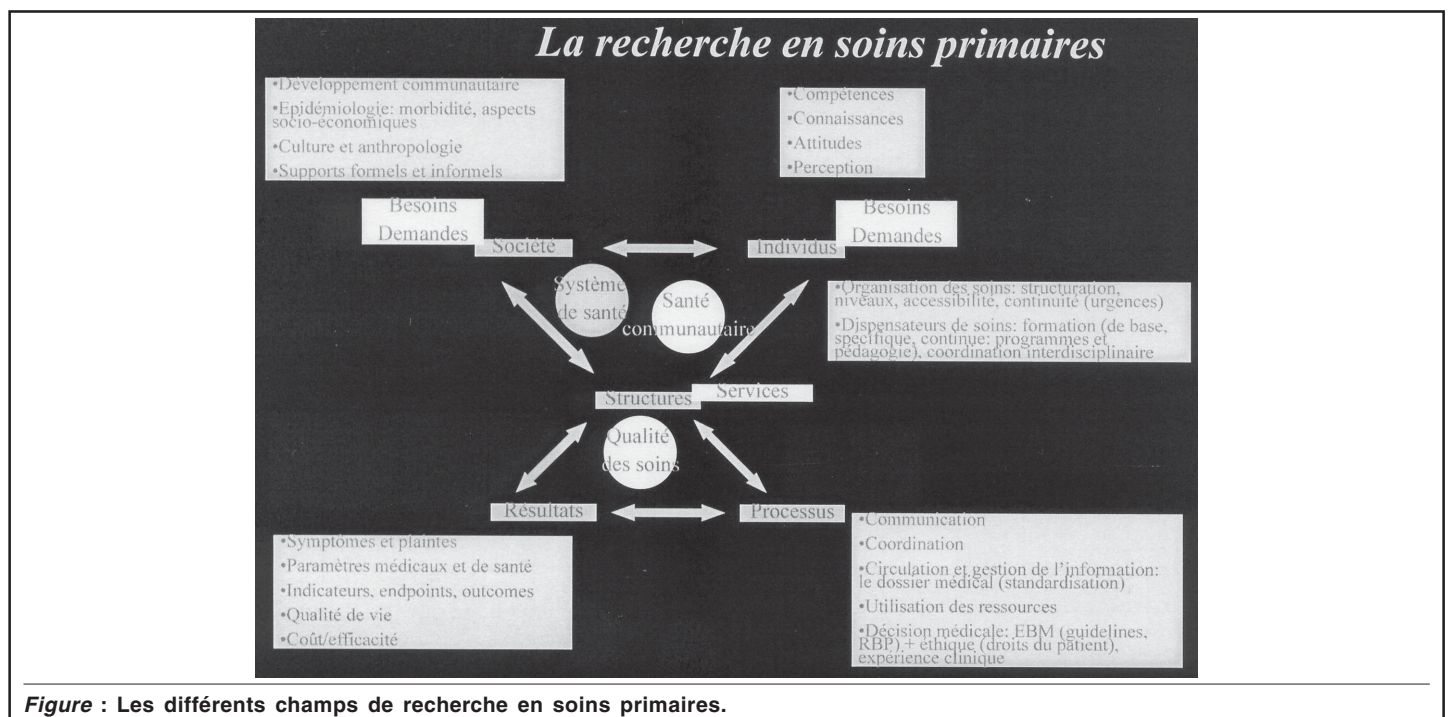 La recherche en soins primaires
•Développement communautaire
•Epidémiologie: morbidité, aspects
socio-économiques
•Culture et anthropologie
•Supports formels et informels
•Compétences
•Connaissances
•Attitudes
•Perception
Besoins
Demandes
Société
Individus
Besoins
Demandes
Système
de santé
Santé
communautaire
•Organisation des soins: structuration,
niveaux, accessibilité, continuité (urgences)
•Dispensateurs de soins: formation (de base,
spécifique, continue: programmes et
pédagogie), coordination interdisciplinaire
Structures
Services
Qualité
des soins
Résultats
Processus
•Symptômes et plaintes
•Paramètres médicaux et de santé
•Indicateurs, endpoints, outcomes
•Qualité de vie
•Coût/efficacité
•Communication
•Coordination
•Circulation et gestion de l'information:
le dossier médical (standardisation)
•Utilisation des ressources
•Décision médicale: EBM (guidelines,
RBP) + éthique (droits du patient),
expérience clinique
Figure : Les différents champs de recherche en soins primaires.